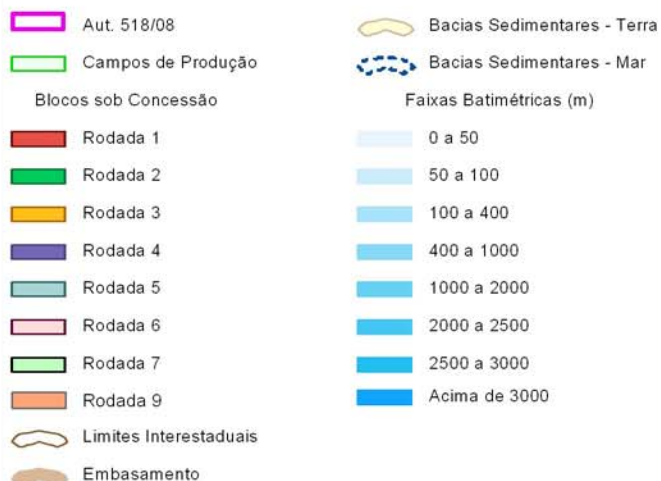 Aut. 518/08
Campos de Produção
Blocos sob Concessão
Rodada 1
Rodada 2
Rodada 3
Rodada 4
Rodada 5
Rodada 6
Rodada 7
Rodada 9
Limites Interestaduais
Embasamento
Bacias Sedimentares - Terra
Bacias Sedimentares - Mar
Faixas Batimétricas (m)
0 a 50
50 a 100
100 a 400
400 a 1000
1000 a 2000
2000 a 2500
2500 a 3000
Acima de 3000